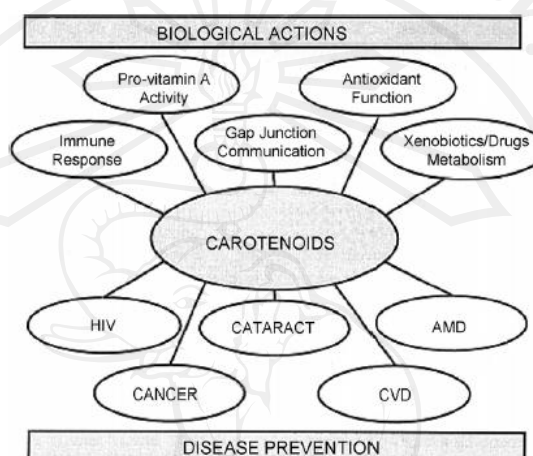 BIOLOGICAL ACTIONS
Pro-vitamin A
Activity
Antioxidant
Function
Immune
Response
Gap Junction
Communication
Xenobiotics/Drugs
Metabolism
CAROTENOIDS
HIV
CATARACT
AMD
CANCER
CVD
DISEASE PREVENTION